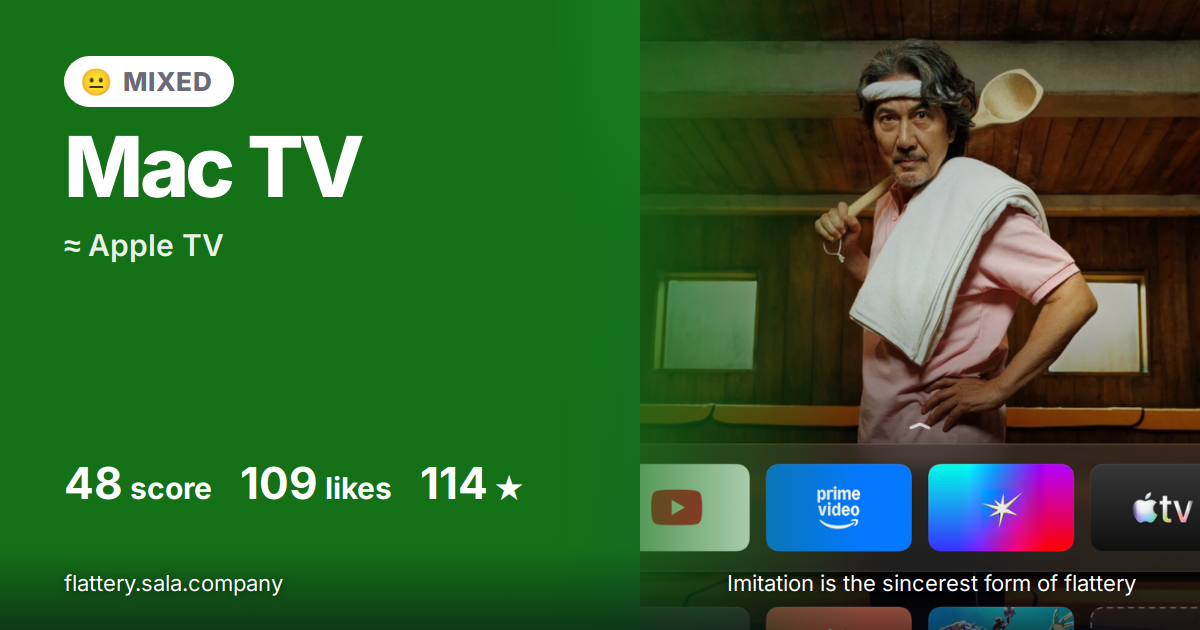 😐 MIXED
Mac TV
≈ Apple TV
48 score 109 likes 114 ★
flattery.sala.company
prime
video
tv
Imitation is the sincerest form of flattery